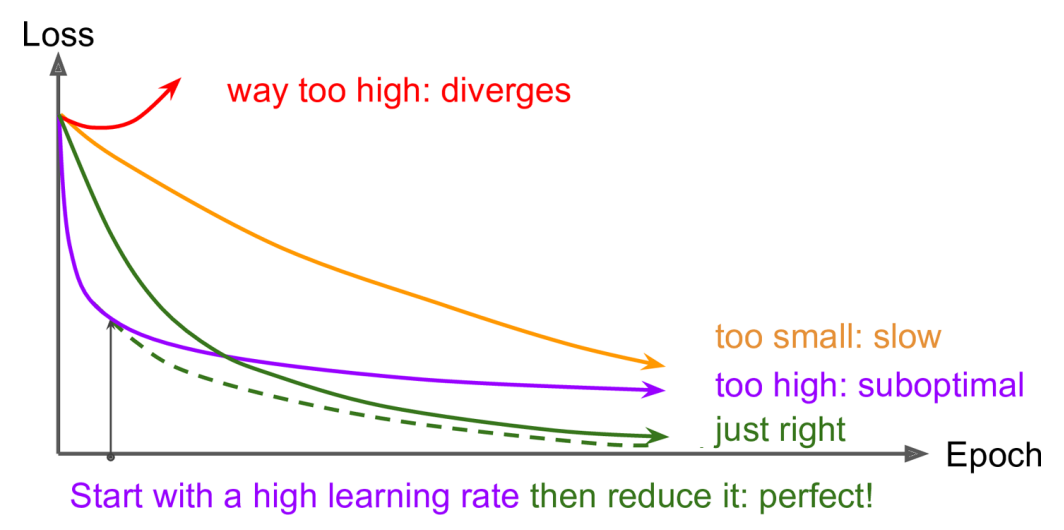 Loss
way too high: diverges
too small: slow
too high: suboptimal
just right
Epoch
Start with a high learning rate then reduce it: perfect!